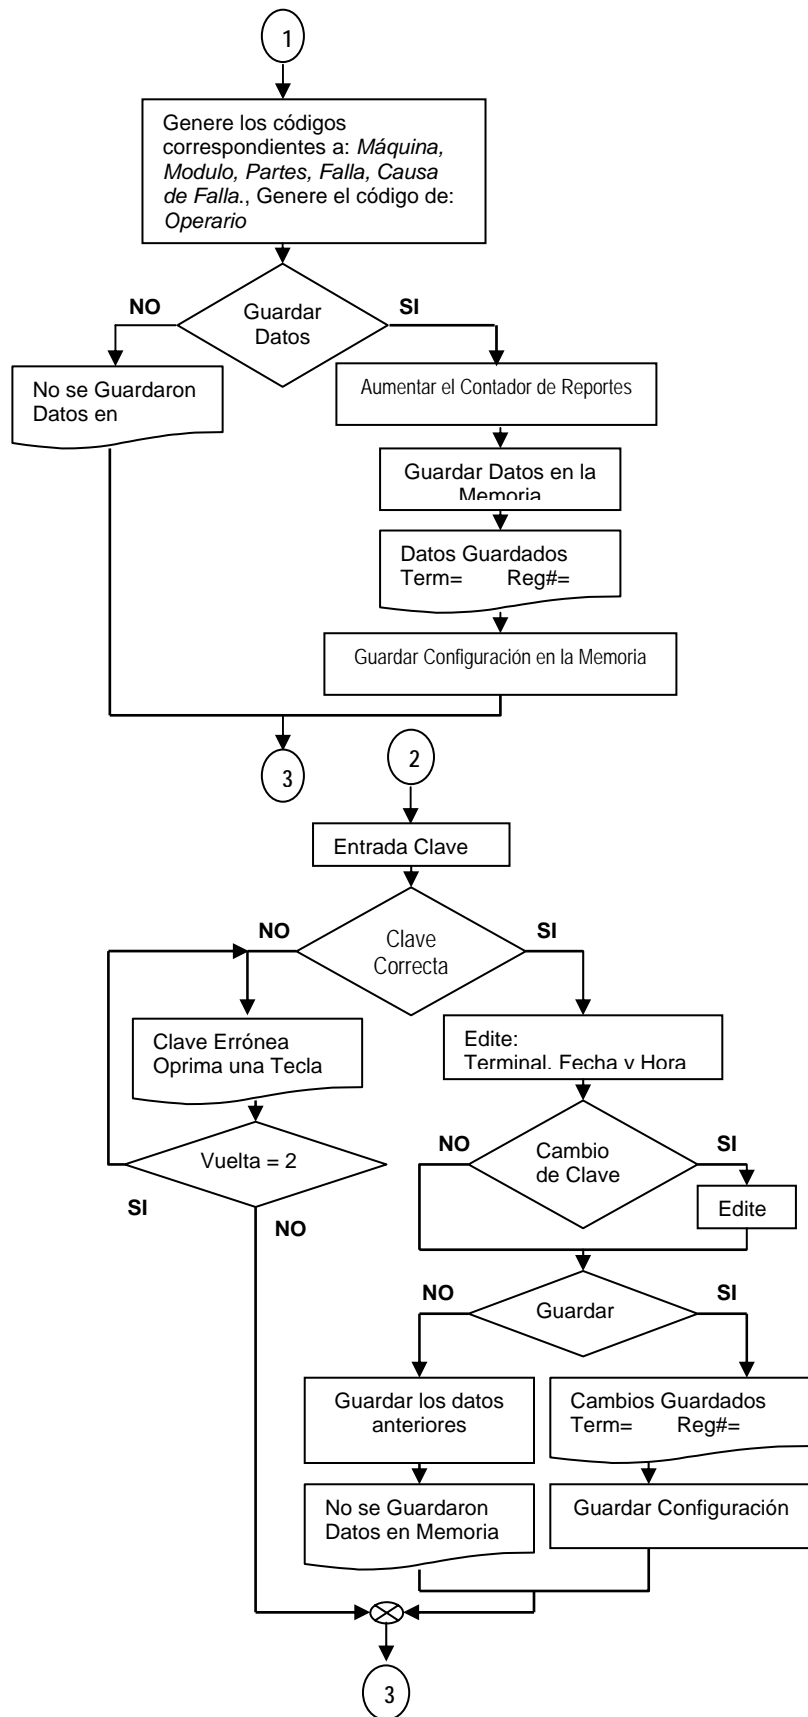 1
Genere los códigos
correspondientes a: Máquina,
Modulo, Partes, Falla, Causa
de Falla., Genere el código de:
Operario
NO
SI
Guardar
Datos
No se Guardaron
Datos en
Aumentar el Contador de Reportes
Guardar Datos en la
Memoria
Datos Guardados
Term= Reg#=
Guardar Configuración en la Memoria
3
2
Entrada Clave
NO
SI
Clave
Correcta
Clave Errónea
Oprima una Tecla
Edite:
Terminal, Fecha y Hora
Vuelta = 2
SI
NO
NO
SI
Cambio
de Clave
Edite
NO
SI
Guardar
Guardar los datos
anteriores
Cambios Guardados
Term= Reg#=
No se Guardaron
Datos en Memoria
Guardar Configuración
3